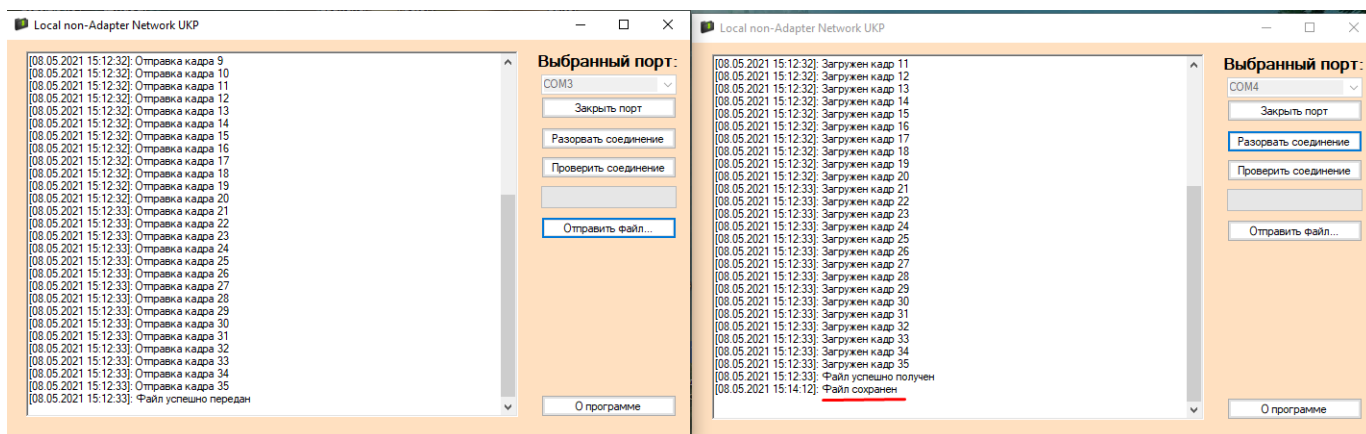 Local non-Adapter Network UKP
[08.05.2021 15:12:32]: Отправка кадра 9
[08.05.2021 15:12:32]: Отправка кадра 10
[08.05.2021 15:12:32]: Отправка кадра 11
[08.05.2021 15:12:32]: Отправка кадра 12
[08.05.2021 15:12:32]: Отправка кадра 13
[08.05.2021 15:12:32]: Отправка кадра 14
[08.05.2021 15:12:32]: Отправка кадра 15
[08.05.2021 15:12:32]: Отправка кадра 16
[08.05.2021 15:12:32]: Отправка кадра 17
[08.05.2021 15:12:32]: Отправка кадра 18
[08.05.2021 15:12:32]: Отправка кадра 19
[08.05.2021 15:12:32]: Отправка кадра 20
[08.05.2021 15:12:33]: Отправка кадра 21
[08.05.2021 15:12:33]: Отправка кадра 22
[08.05.2021 15:12:33]: Отправка кадра 23
[08.05.2021 15:12:33]: Отправка кадра 24
[08.05.2021 15:12:33]: Отправка кадра 25
[08.05.2021 15:12:33]: Отправка кадра 26
[08.05.2021 15:12:33]: Отправка кадра 27
[08.05.2021 15:12:33]: Отправка кадра 28
[08.05.2021 15:12:33]: Отправка кадра 29
[08.05.2021 15:12:33]: Отправка кадра 30
[08.05.2021 15:12:33]: Отправка кадра 31
[08.05.2021 15:12:33]: Отправка кадра 32
[08.05.2021 15:12:33]: Отправка кадра 33
[08.05.2021 15:12:33]: Отправка кадра 34
[08.05.2021 15:12:33]: Отправка кадра 35
[08.05.2021 15:12:33]: Файл успешно передан
Выбранный порт:
COM3
Закрыть порт
Разорвать соединение
Проверить соединение
Отправить файл...
О программе
Local non-Adapter Network UKP
[08.05.2021 15:12:32]: Загружен кадр 11
[08.05.2021 15:12:32]: Загружен кадр 12
[08.05.2021 15:12:32]: Загружен кадр 13
[08.05.2021 15:12:32]: Загружен кадр 14
[08.05.2021 15:12:32]: Загружен кадр 15
[08.05.2021 15:12:32]: Загружен кадр 16
[08.05.2021 15:12:32]: Загружен кадр 17
[08.05.2021 15:12:32]: Загружен кадр 18
[08.05.2021 15:12:32]: Загружен кадр 19
[08.05.2021 15:12:32]: Загружен кадр 20
[08.05.2021 15:12:33]: Загружен кадр 21
[08.05.2021 15:12:33]: Загружен кадр 22
[08.05.2021 15:12:33]: Загружен кадр 23
[08.05.2021 15:12:33]: Загружен кадр 24
[08.05.2021 15:12:33]: Загружен кадр 25
[08.05.2021 15:12:33]: Загружен кадр 26
[08.05.2021 15:12:33]: Загружен кадр 27
[08.05.2021 15:12:33]: Загружен кадр 28
[08.05.2021 15:12:33]: Загружен кадр 29
[08.05.2021 15:12:33]: Загружен кадр 30
[08.05.2021 15:12:33]: Загружен кадр 31
[08.05.2021 15:12:33]: Загружен кадр 32
[08.05.2021 15:12:33]: Загружен кадр 33
[08.05.2021 15:12:33]: Загружен кадр 34
[08.05.2021 15:12:33]: Загружен кадр 35
[08.05.2021 15:12:33]: Файл успешно получен
[08.05.2021 15:14:12]: Файл сохранен
Выбранный порт:
COM4
Закрыть порт
Разорвать соединение
Проверить соединение
Отправить файл...
О программе